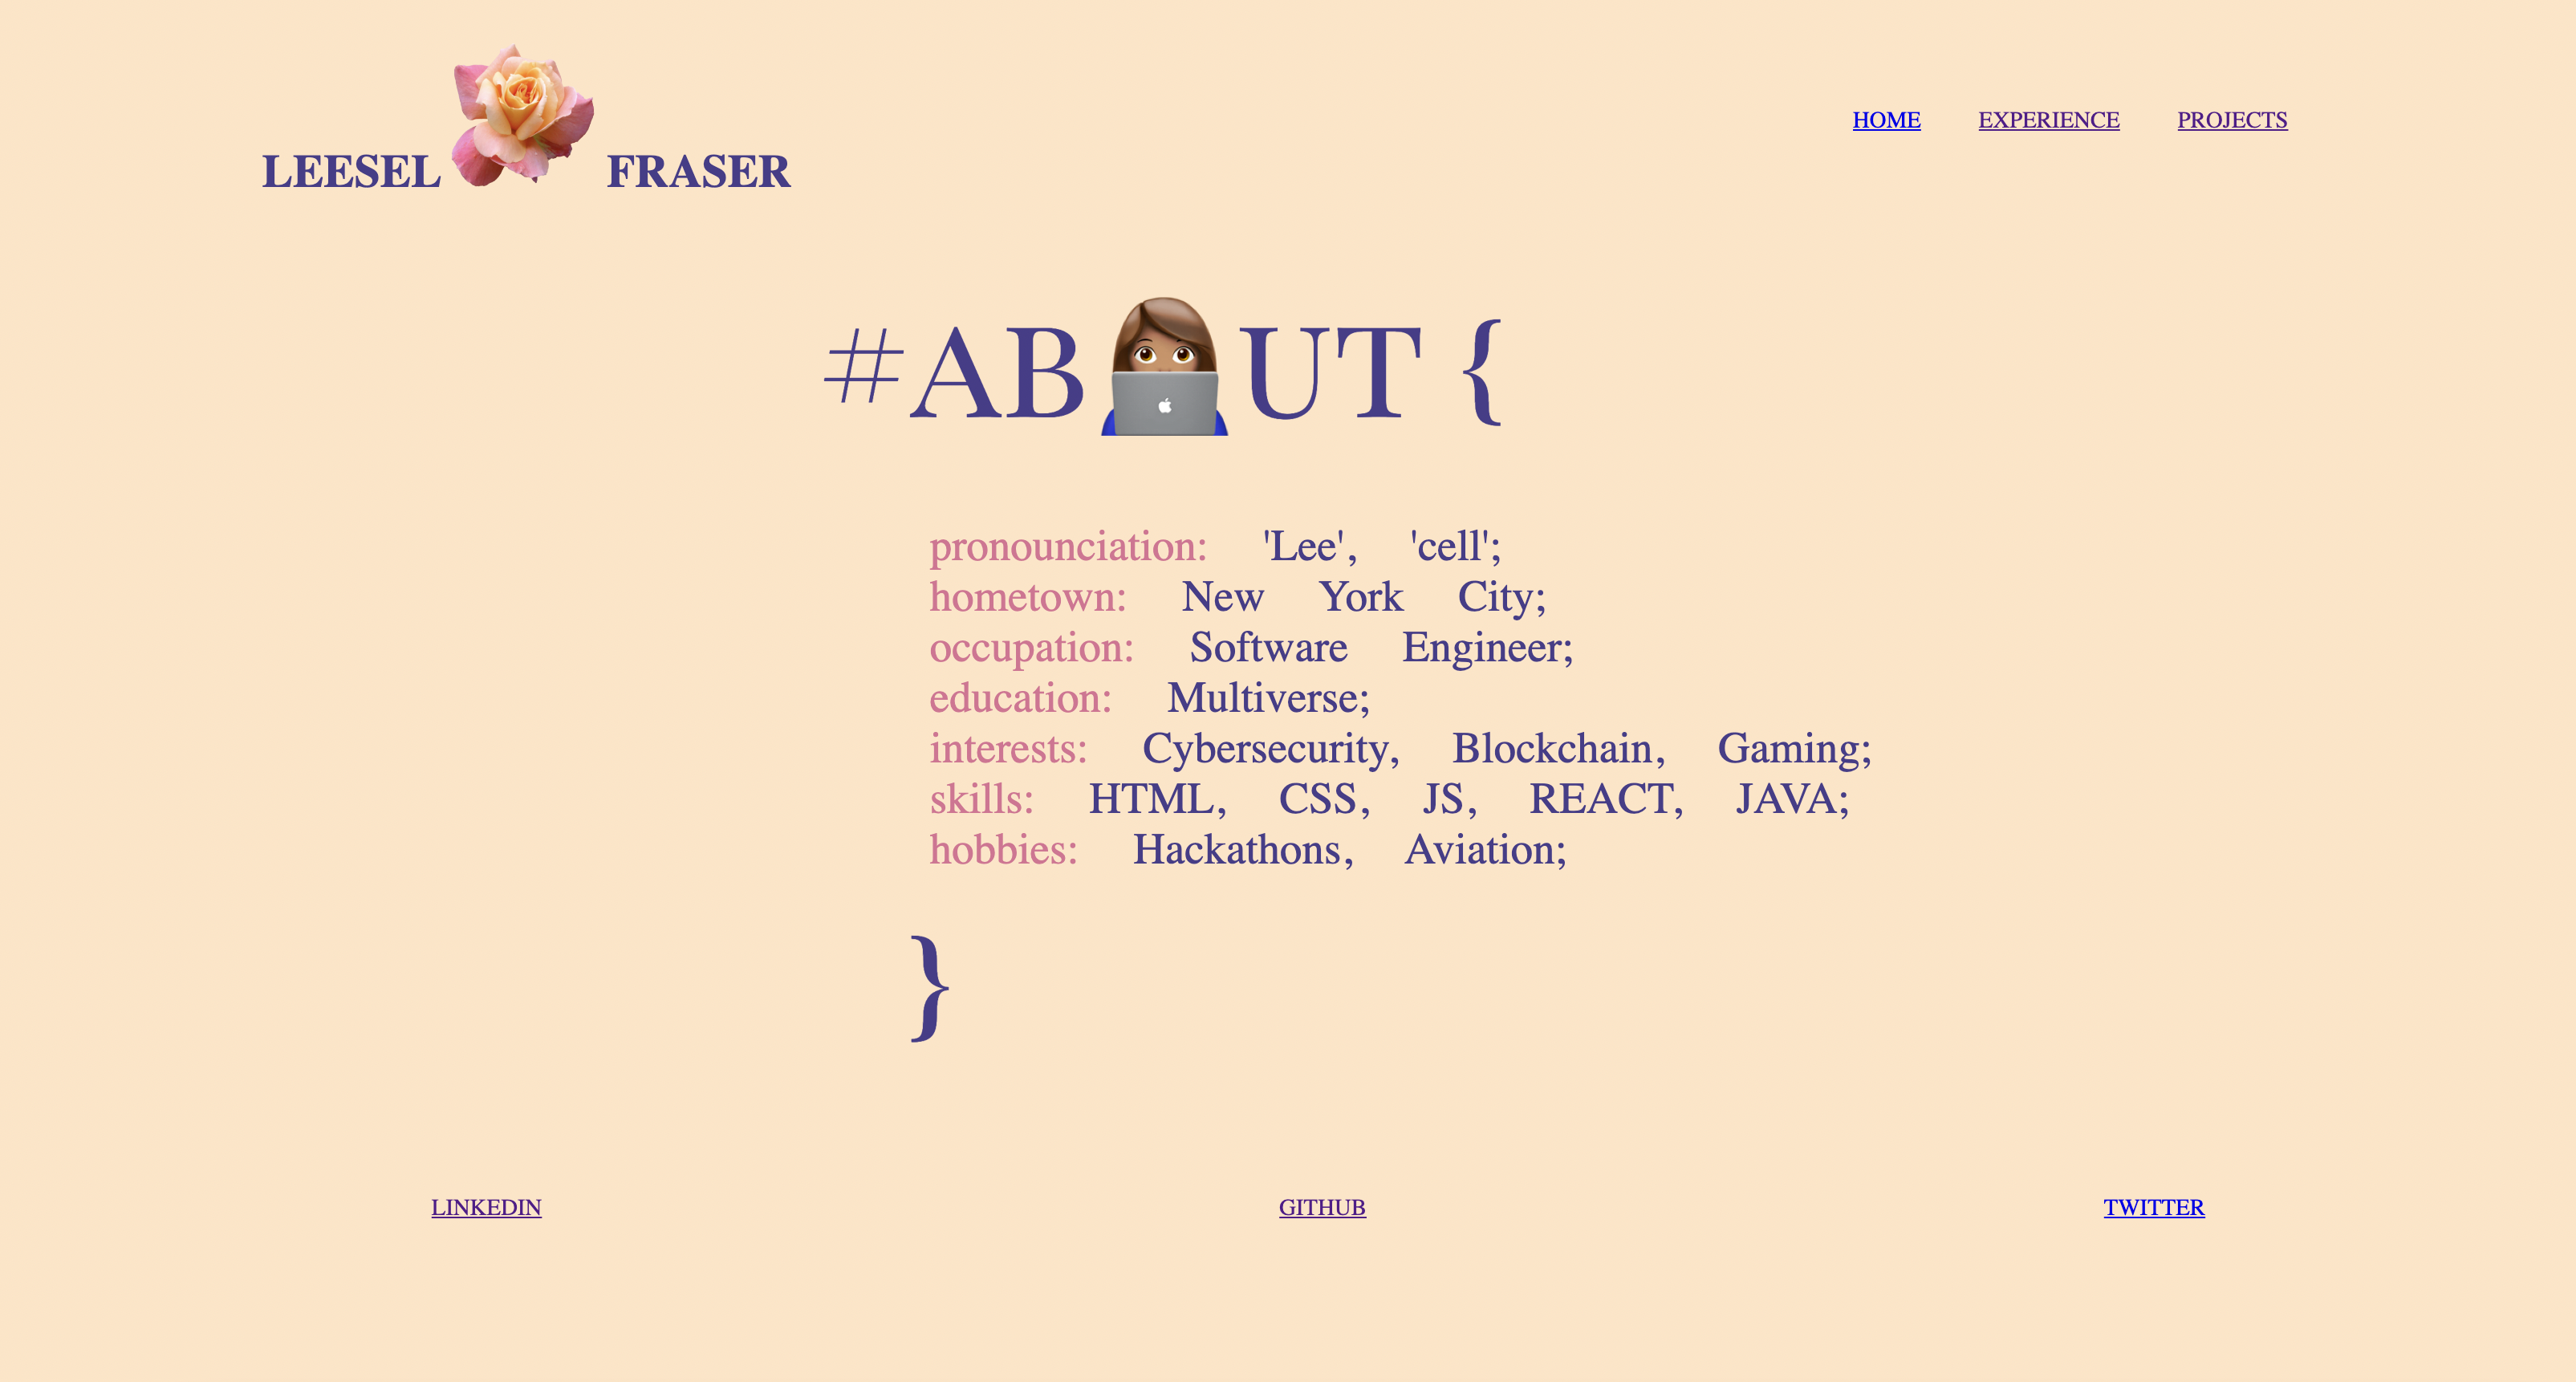 LEESEL FRASER
HOME EXPERIENCE PROJECTS
#AB👩🏽‍💻UT {
pronounciation: 'Lee', 'cell';
hometown: New York City;
occupation: Software Engineer;
education: Multiverse;
interests: Cybersecurity, Blockchain, Gaming;
skills: HTML, CSS, JS, REACT, JAVA;
hobbies: Hackathons, Aviation;
}
LINKEDIN GITHUB TWITTER